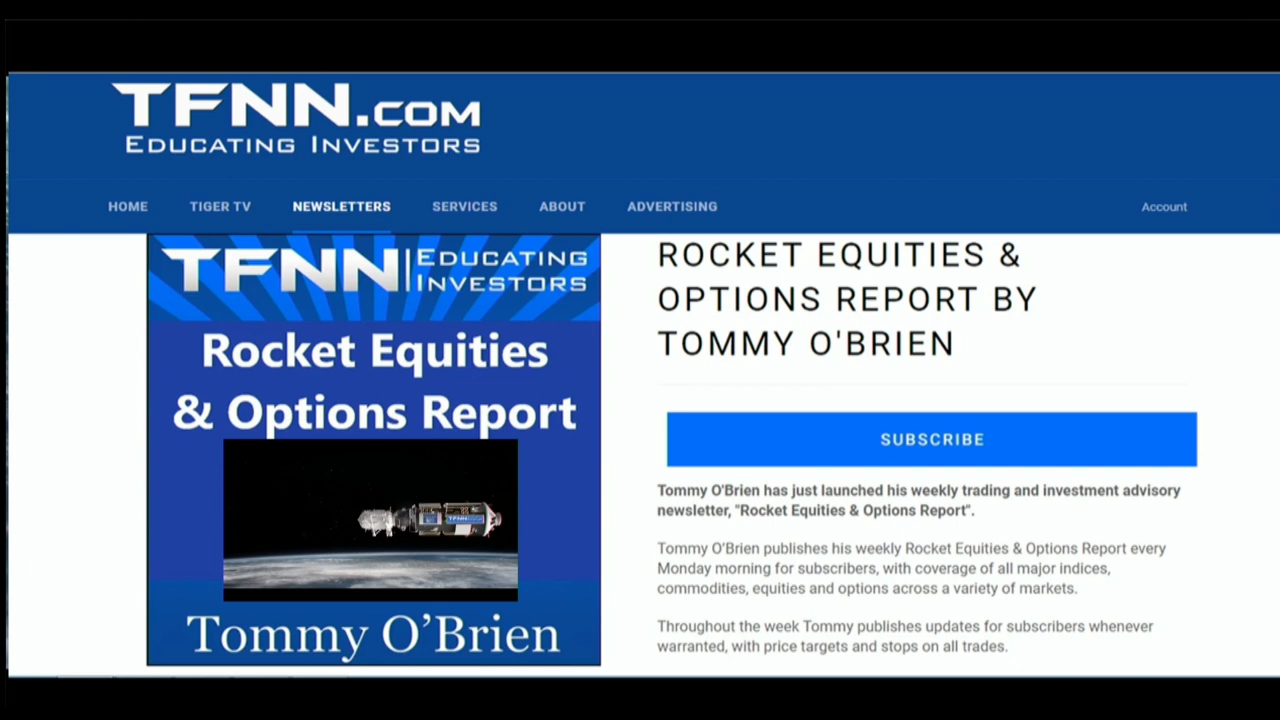 TFNN.COM
EDUCATING INVESTORS
HOME TIGER TV NEWSLETTERS SERVICES ABOUT ADVERTISING Account
TFNN | EDUCATING
INVESTORS
Rocket Equities
& Options Report
TFNN
Tommy O’Brien
ROCKET EQUITIES &
OPTIONS REPORT BY
TOMMY O'BRIEN
SUBSCRIBE
Tommy O'Brien has just launched his weekly trading and investment advisory
newsletter, "Rocket Equities & Options Report".
Tommy O’Brien publishes his weekly Rocket Equities & Options Report every
Monday morning for subscribers, with coverage of all major indices,
commodities, equities and options across a variety of markets.
Throughout the week Tommy publishes updates for subscribers whenever
warranted, with price targets and stops on all trades.